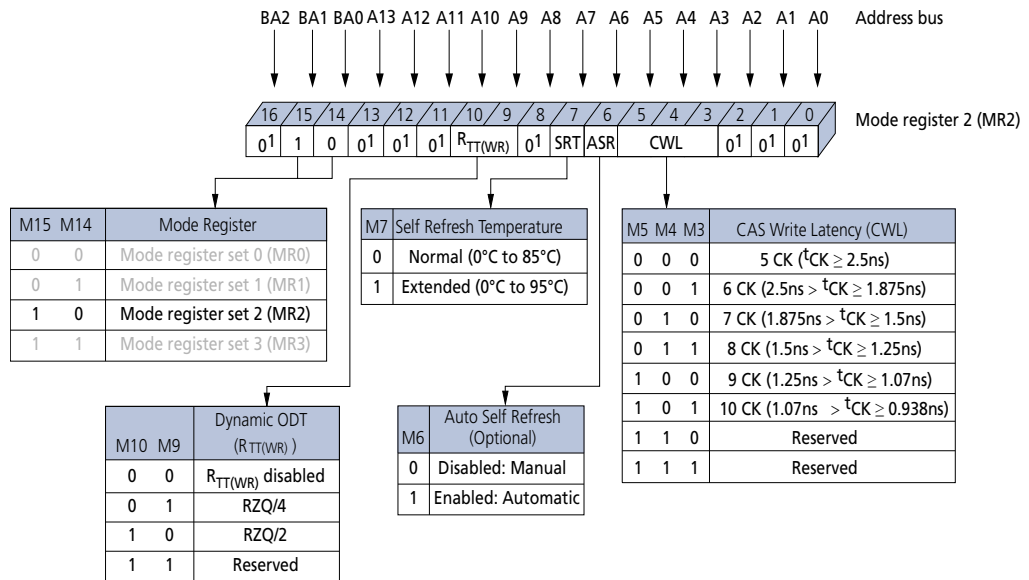 BA2 BA1 BA0 A13 A12 A11 A10 A9 A8 A7 A6 A5 A4 A3 A2 A1 A0 Address bus
16 15 14 13 12 11 10 9 8 7 6 5 4 3 2 1 0 Mode register 2 (MR2)
0¹ 1 0 0¹ 0¹ 0¹ RTT(WR) 0¹ SRT ASR CWL 0¹ 0¹ 0¹
M15 M14 Mode Register
0 0 Mode register set 0 (MR0)
0 1 Mode register set 1 (MR1)
1 0 Mode register set 2 (MR2)
1 1 Mode register set 3 (MR3)
M7 Self Refresh Temperature
0 Normal (0°C to 85°C)
1 Extended (0°C to 95°C)
M5 M4 M3 CAS Write Latency (CWL)
0 0 0 5 CK (tCK ≥ 2.5ns)
0 0 1 6 CK (2.5ns > tCK ≥ 1.875ns)
0 1 0 7 CK (1.875ns > tCK ≥ 1.5ns)
0 1 1 8 CK (1.5ns > tCK ≥ 1.25ns)
1 0 0 9 CK (1.25ns > tCK ≥ 1.07ns)
1 0 1 10 CK (1.07ns > tCK ≥ 0.938ns)
1 1 0 Reserved
1 1 1 Reserved
Dynamic ODT
M10 M9 (RTT(WR) )
0 0 RTT(WR) disabled
0 1 RZQ/4
1 0 RZQ/2
1 1 Reserved
Auto Self Refresh
M6 (Optional)
0 Disabled: Manual
1 Enabled: Automatic